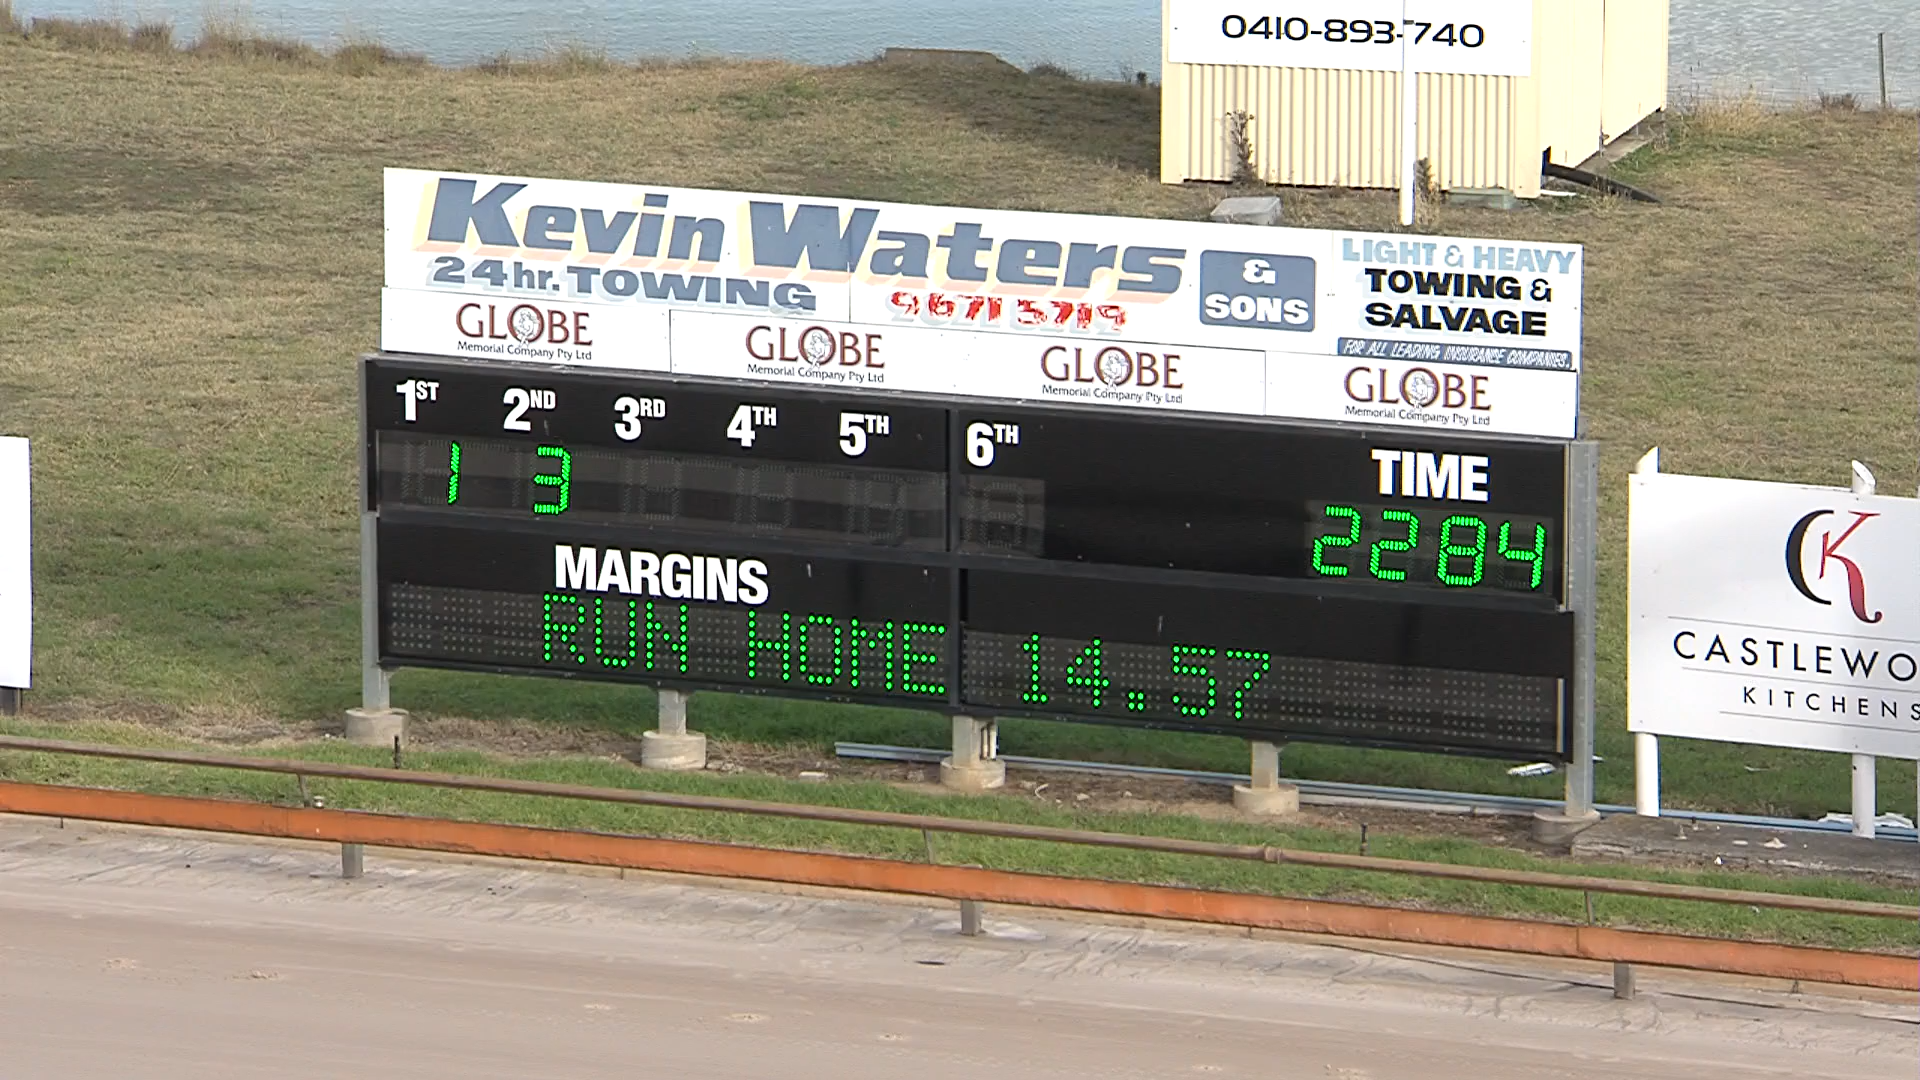 0410-893-740
Kevin Waters
& SONS
24hr. TOWING
9671 5719
LIGHT & HEAVY
TOWING &
SALVAGE
FOR ALL LEADING INSURANCE COMPANIES.
GLOBE
Memorial Company Pty Ltd
GLOBE
Memorial Company Pty Ltd
GLOBE
Memorial Company Pty Ltd
GLOBE
Memorial Company Pty Ltd
1ST 2ND 3RD 4TH 5TH 6TH
TIME
1 3
2284
MARGINS
RUN HOME 14.57
CK
CASTLEWO
KITCHENS